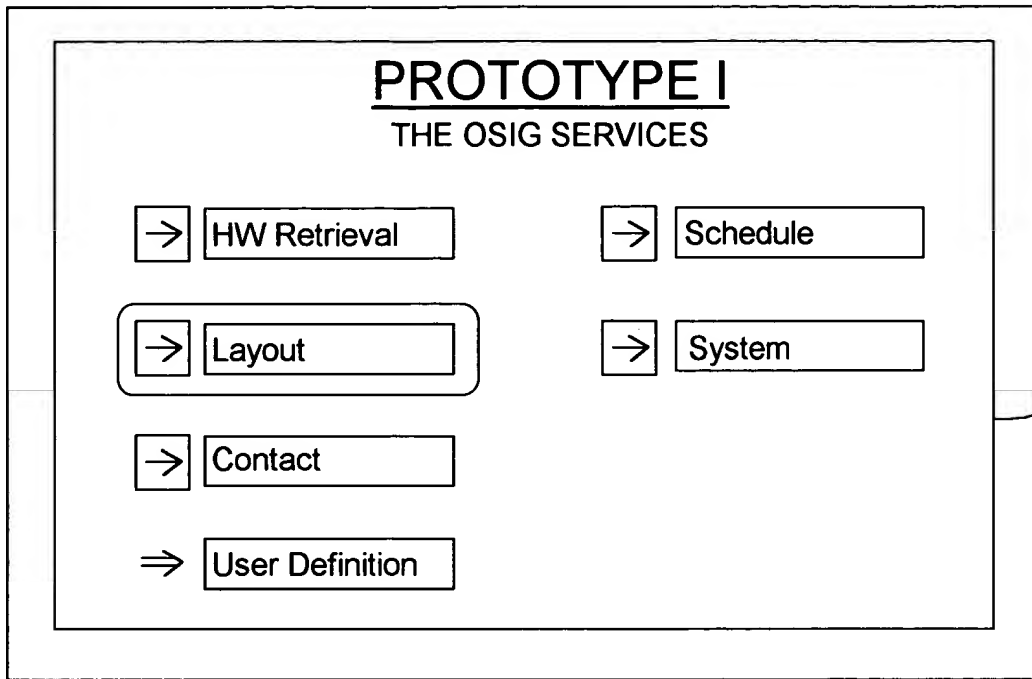 PROTOTYPE I
THE OSIG SERVICES
HW Retrieval
Schedule
Layout
System
Contact
User Definition